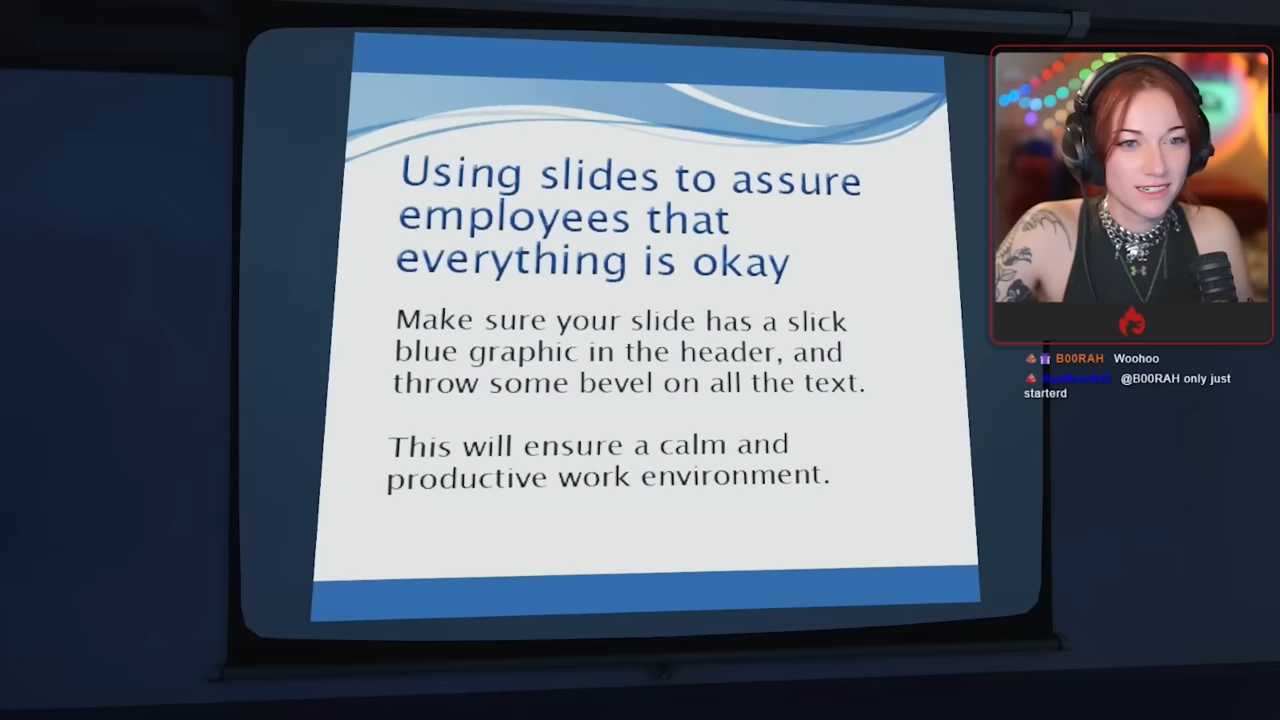 Using slides to assure
employees that
everything is okay
Make sure your slide has a slick
blue graphic in the header, and
throw some bevel on all the text.
This will ensure a calm and
productive work environment.
B00RAH Woohoo
@B00RAH only just
starterd